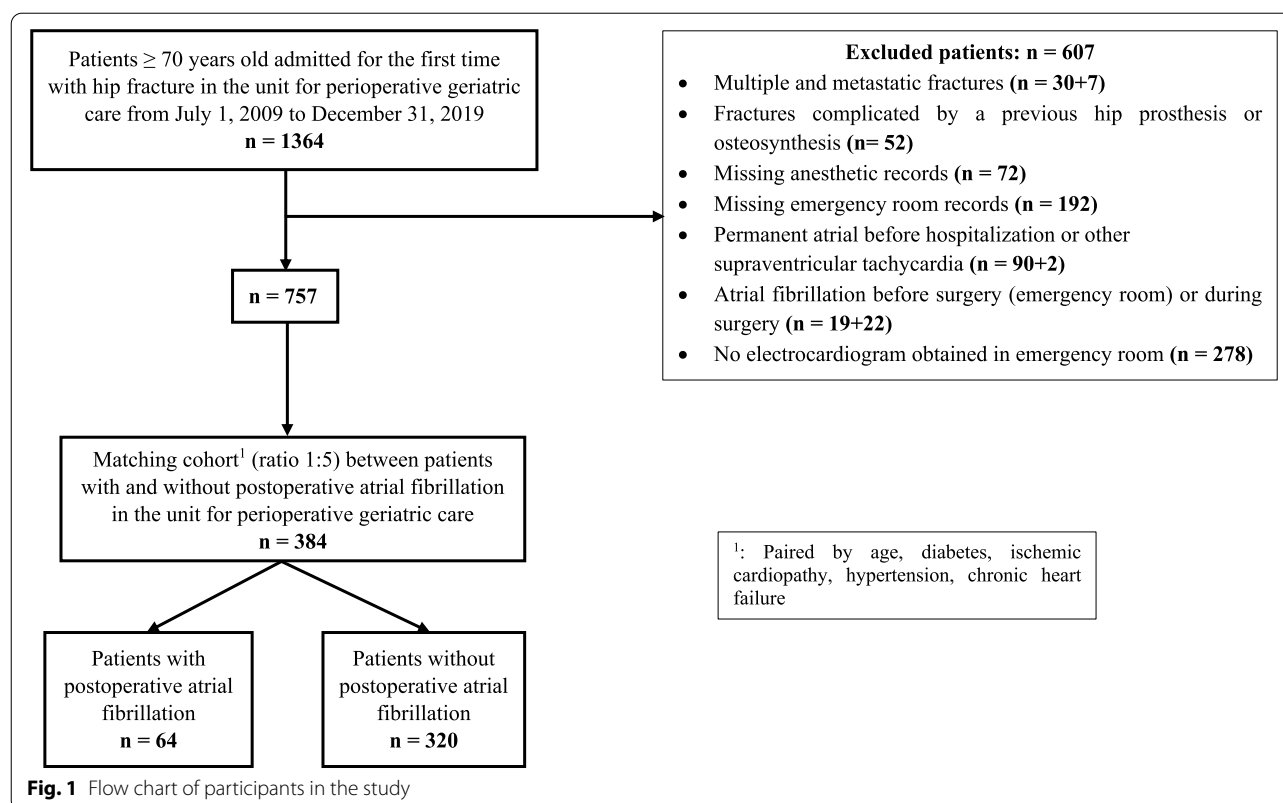 Patients ≥ 70 years old admitted for the first time
with hip fracture in the unit for perioperative geriatric
care from July 1, 2009 to December 31, 2019
n = 1364
Excluded patients: n = 607
• Multiple and metastatic fractures (n = 30+7)
• Fractures complicated by a previous hip prosthesis or
osteosynthesis (n= 52)
• Missing anesthetic records (n = 72)
• Missing emergency room records (n = 192)
• Permanent atrial before hospitalization or other
supraventricular tachycardia (n = 90+2)
• Atrial fibrillation before surgery (emergency room) or during
surgery (n = 19+22)
• No electrocardiogram obtained in emergency room (n = 278)
n = 757
Matching cohort¹ (ratio 1:5) between patients
with and without postoperative atrial fibrillation
in the unit for perioperative geriatric care
n = 384
¹: Paired by age, diabetes, ischemic
cardiopathy, hypertension, chronic heart
failure
Patients with
postoperative atrial
fibrillation
n = 64
Patients without
postoperative atrial
fibrillation
n = 320
Fig. 1 Flow chart of participants in the study